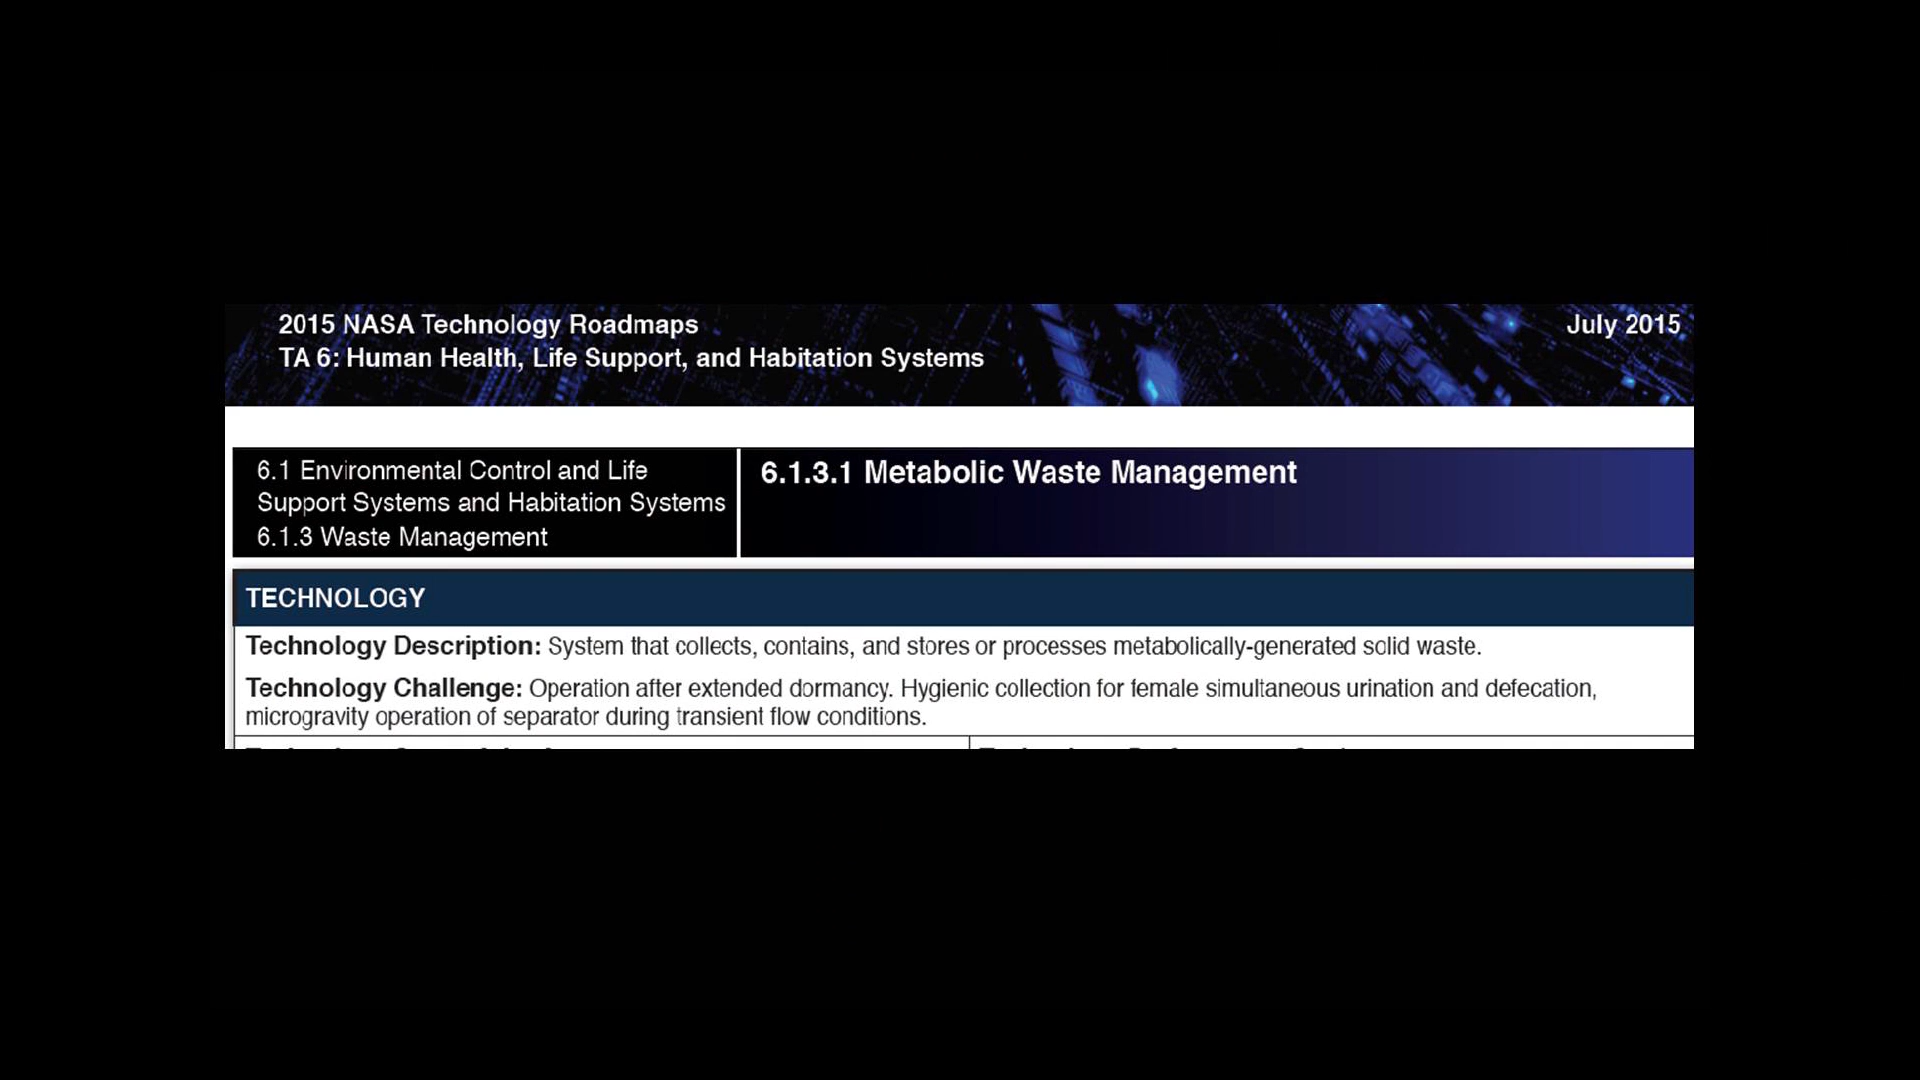 2015 NASA Technology Roadmaps
July 2015
TA 6: Human Health, Life Support, and Habitation Systems
6.1 Environmental Control and Life
Support Systems and Habitation Systems
6.1.3 Waste Management
6.1.3.1 Metabolic Waste Management
TECHNOLOGY
Technology Description: System that collects, contains, and stores or processes metabolically-generated solid waste.
Technology Challenge: Operation after extended dormancy. Hygienic collection for female simultaneous urination and defecation,
microgravity operation of separator during transient flow conditions.